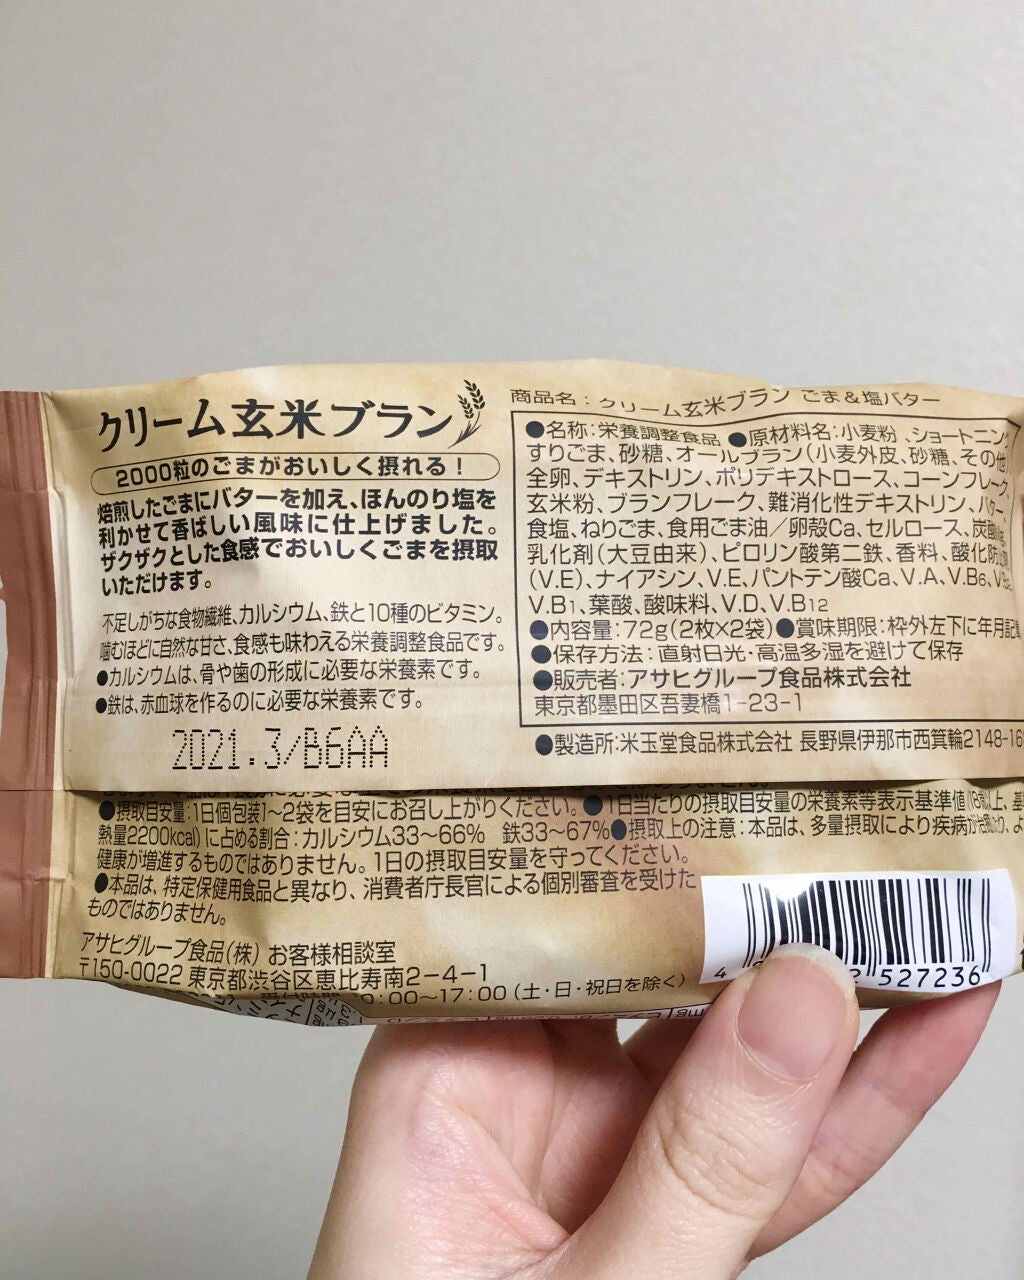 クリーム玄米ブラン
2000粒のごまがおいしく摂れる！
焙煎したごまにバターを加え、ほんのり塩を
利かせて香ばしい風味に仕上げました。
ザクザクとした食感でおいしくごまを摂取
いただけます。
不足しがちな食物繊維、カルシウム、鉄と10種のビタミン。
噛むほどに自然な甘さ、食感も味わえる栄養調整食品です。
●カルシウムは、骨や歯の形成に必要な栄養素です。
●鉄は、赤血球を作るのに必要な栄養素です。
2021.3/B6AA
商品名：クリーム玄米ブラン ごま&塩バター
●名称：栄養調整食品 ●原材料名：小麦粉、ショートニング
すりごま、砂糖、オールブラン（小麦外皮、砂糖、その他）
全卵、デキストリン、ポリデキストロース、コーンフレーク、
玄米粉、ブランフレーク、難消化性デキストリン、バター
食塩、ねりごま、食用ごま油／卵殻Ca、セルロース、炭酸
乳化剤（大豆由来）、ピロリン酸第二鉄、香料、酸化防止剤
（V.E）、ナイアシン、V.E、パントテン酸Ca、V.A、V.B6、
V.B1、葉酸、酸味料、V.D、V.B12
●内容量：72g（2枚×2袋）●賞味期限：枠外左下に年月記
●保存方法：直射日光・高温多湿を避けて保存
●販売者：アサヒグループ食品株式会社
東京都墨田区吾妻橋1-23-1
●製造所：米玉堂食品株式会社 長野県伊那市西箕輪2148-16
●摂取目安量：1日個包装1〜2袋を目安にお召し上がりください。●1日当たりの摂取目安量の栄養素等表示基準値（18歳以上、基
熱量2200kcal）に占める割合：カルシウム33〜66% 鉄33〜67%●摂取上の注意：本品は、多量摂取により疾病が治癒したり、よ
健康が増進するものではありません。1日の摂取目安量を守ってください。
●本品は、特定保健用食品と異なり、消費者庁長官による個別審査を受けた
ものではありません。
アサヒグループ食品（株） お客様相談室
〒150-0022 東京都渋谷区恵比寿南2-4-1
:00〜17:00（土・日・祝日を除く）
4 527236